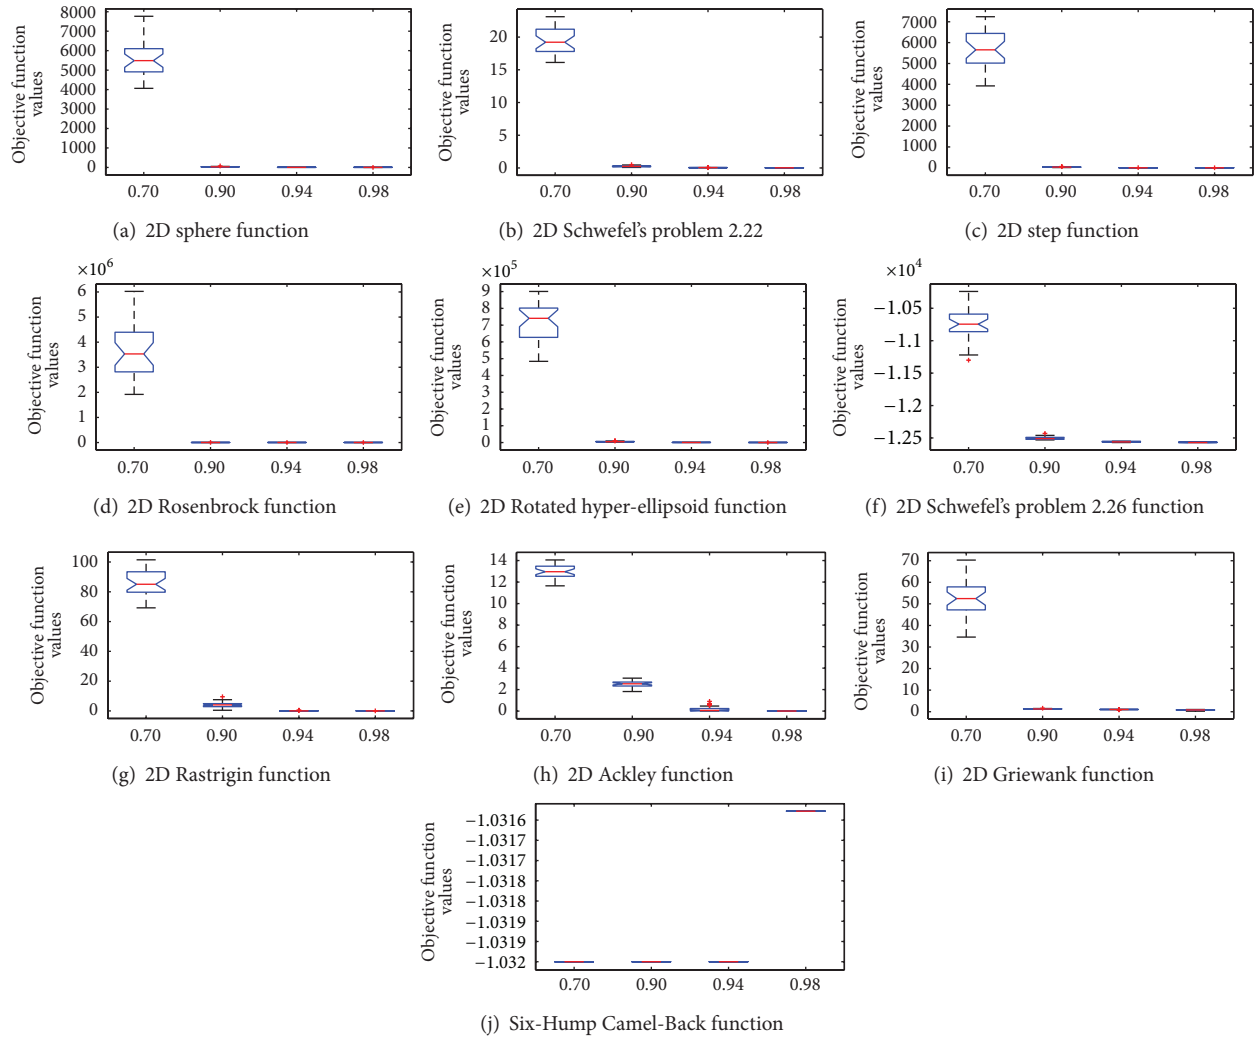 8000
7000
6000
5000
4000
3000
2000
1000
0
Objective function
values
0.70 0.90 0.94 0.98
(a) 2D sphere function
20
15
10
5
0
Objective function
values
0.70 0.90 0.94 0.98
(b) 2D Schwefel's problem 2.22
7000
6000
5000
4000
3000
2000
1000
0
Objective function
values
0.70 0.90 0.94 0.98
(c) 2D step function
×10⁶
6
5
4
3
2
1
0
Objective function
values
0.70 0.90 0.94 0.98
(d) 2D Rosenbrock function
×10⁵
9
8
7
6
5
4
3
2
1
0
Objective function
values
0.70 0.90 0.94 0.98
(e) 2D Rotated hyper-ellipsoid function
×10⁴
−1.05
−1.1
−1.15
−1.2
−1.25
Objective function
values
0.70 0.90 0.94 0.98
(f) 2D Schwefel's problem 2.26 function
100
80
60
40
20
0
Objective function
values
0.70 0.90 0.94 0.98
(g) 2D Rastrigin function
14
12
10
8
6
4
2
0
Objective function
values
0.70 0.90 0.94 0.98
(h) 2D Ackley function
70
60
50
40
30
20
10
0
Objective function
values
0.70 0.90 0.94 0.98
(i) 2D Griewank function
−1.0316
−1.0317
−1.0317
−1.0318
−1.0318
−1.0319
−1.0319
−1.032
Objective function
values
0.70 0.90 0.94 0.98
(j) Six-Hump Camel-Back function